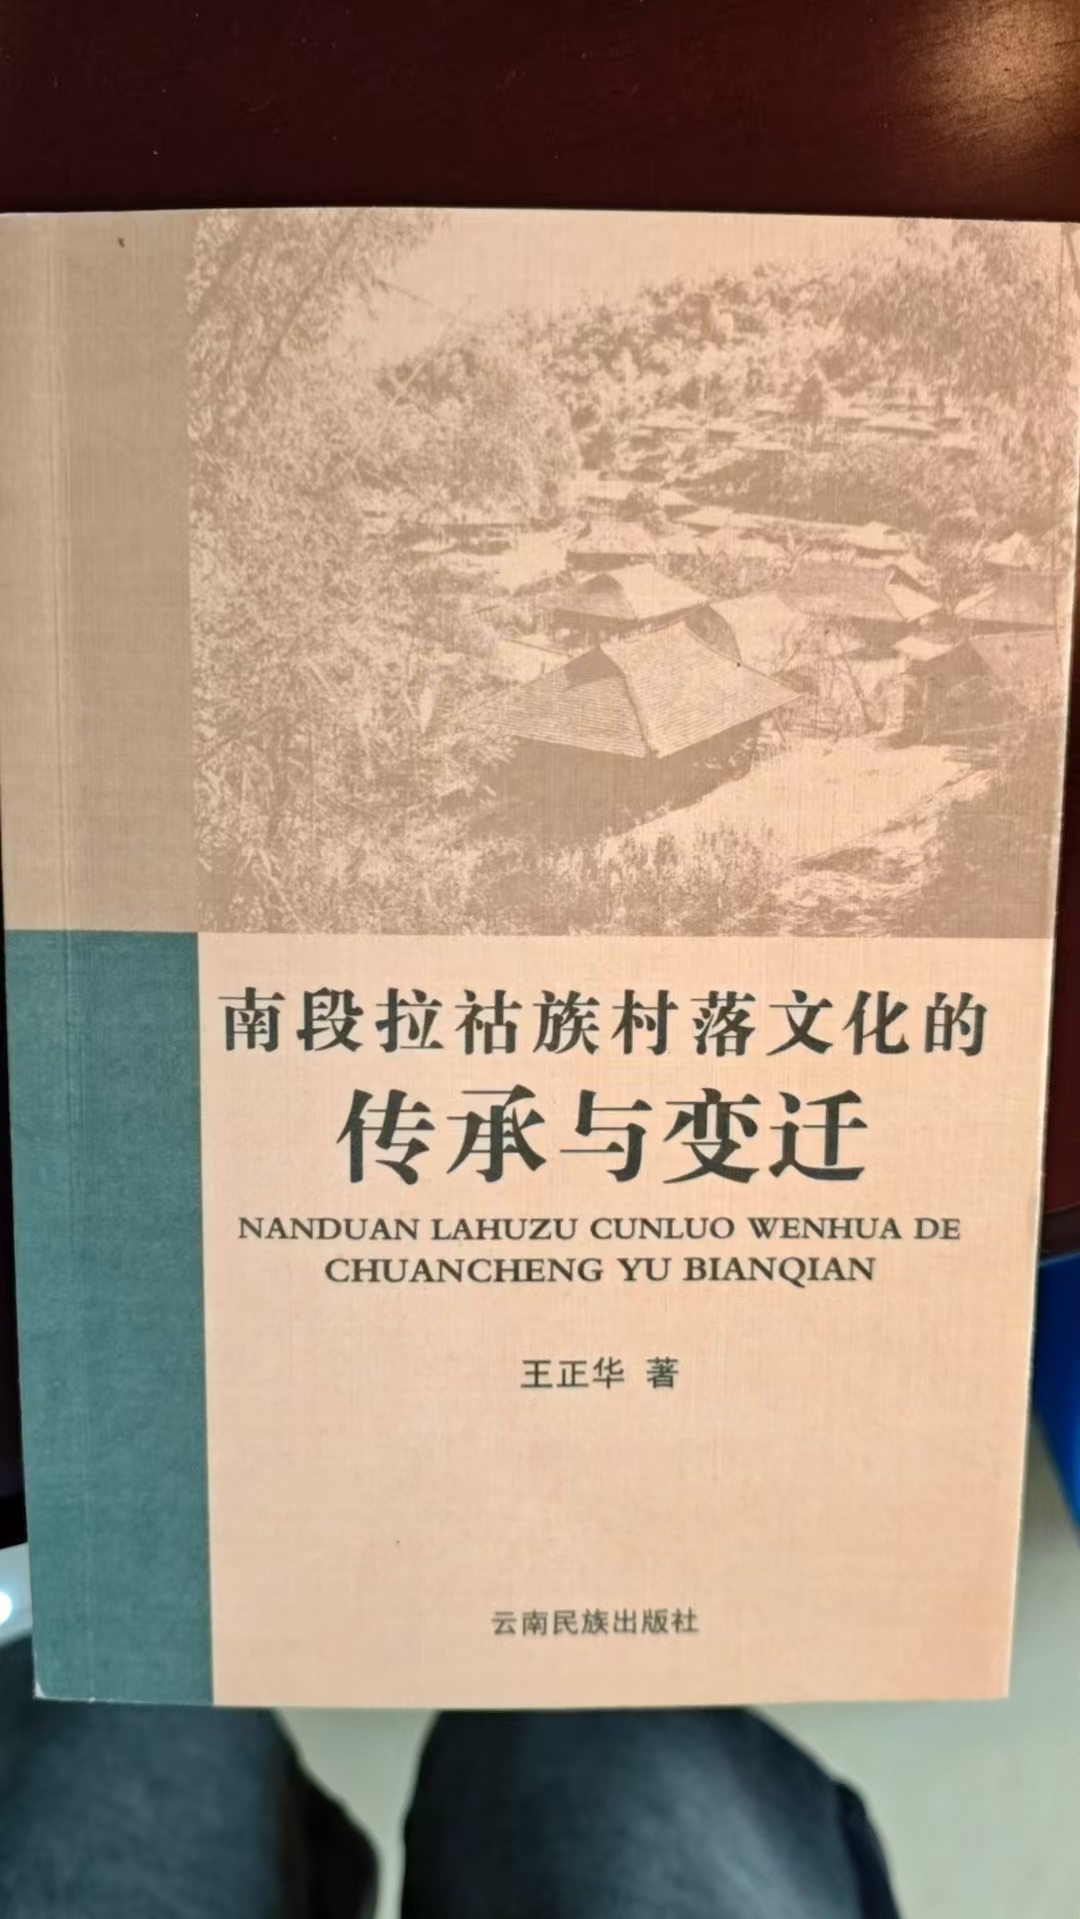 南段拉祜族村落文化的
传承与变迁
NANDUAN LAHUZU CUNLUO WENHUA DE
CHUANCHENG YU BIANQIAN
王正华 著
云南民族出版社